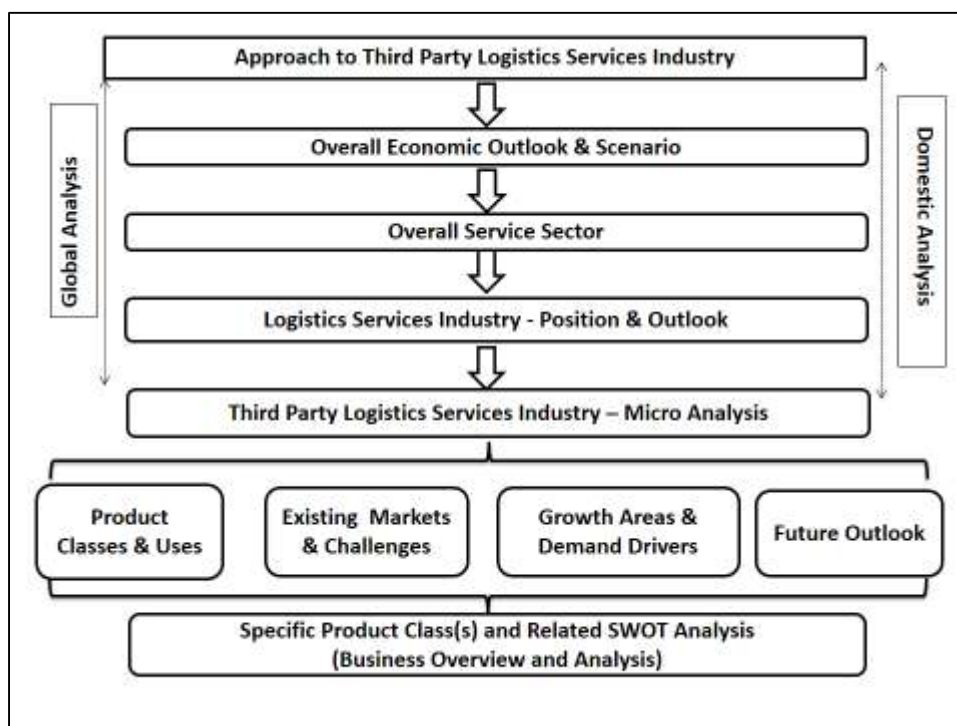 Approach to Third Party Logistics Services Industry
Global Analysis
Domestic Analysis
Overall Economic Outlook & Scenario
Overall Service Sector
Logistics Services Industry - Position & Outlook
Third Party Logistics Services Industry – Micro Analysis
Product
Classes & Uses
Existing Markets
& Challenges
Growth Areas &
Demand Drivers
Future Outlook
Specific Product Class(s) and Related SWOT Analysis
(Business Overview and Analysis)